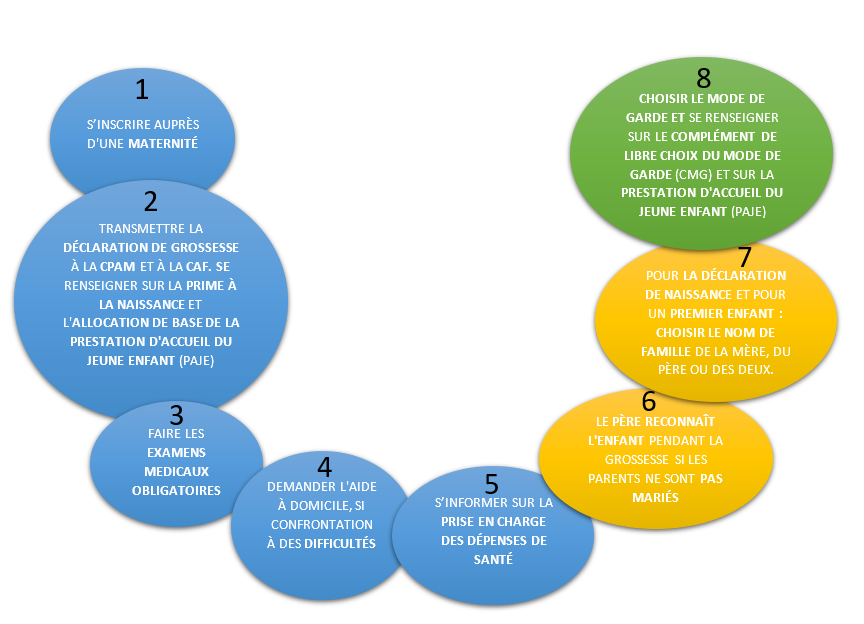 1
S'INSCRIRE AUPRÈS
D'UNE MATERNITÉ
2
TRANSMETTRE LA
DÉCLARATION DE GROSSESSE
À LA CPAM ET À LA CAF. SE
RENSEIGNER SUR LA PRIME À
LA NAISSANCE ET
L'ALLOCATION DE BASE DE LA
PRESTATION D'ACCUEIL DU
JEUNE ENFANT (PAJE)
3
FAIRE LES
EXAMENS
MEDICAUX
OBLIGATOIRES
4
DEMANDER L'AIDE
À DOMICILE, SI
CONFRONTATION
À DES DIFFICULTÉS
5
S'INFORMER SUR LA
PRISE EN CHARGE
DES DÉPENSES DE
SANTÉ
6
LE PÈRE RECONNAÎT
L'ENFANT PENDANT LA
GROSSESSE SI LES
PARENTS NE SONT PAS
MARIÉS
7
POUR LA DÉCLARATION
DE NAISSANCE ET POUR
UN PREMIER ENFANT :
CHOISIR LE NOM DE
FAMILLE DE LA MÈRE, DU
PÈRE OU DES DEUX.
8
CHOISIR LE MODE DE
GARDE ET SE RENSEIGNER
SUR LE COMPLÉMENT DE
LIBRE CHOIX DU MODE DE
GARDE (CMG) ET SUR LA
PRESTATION D'ACCUEIL DU
JEUNE ENFANT (PAJE)